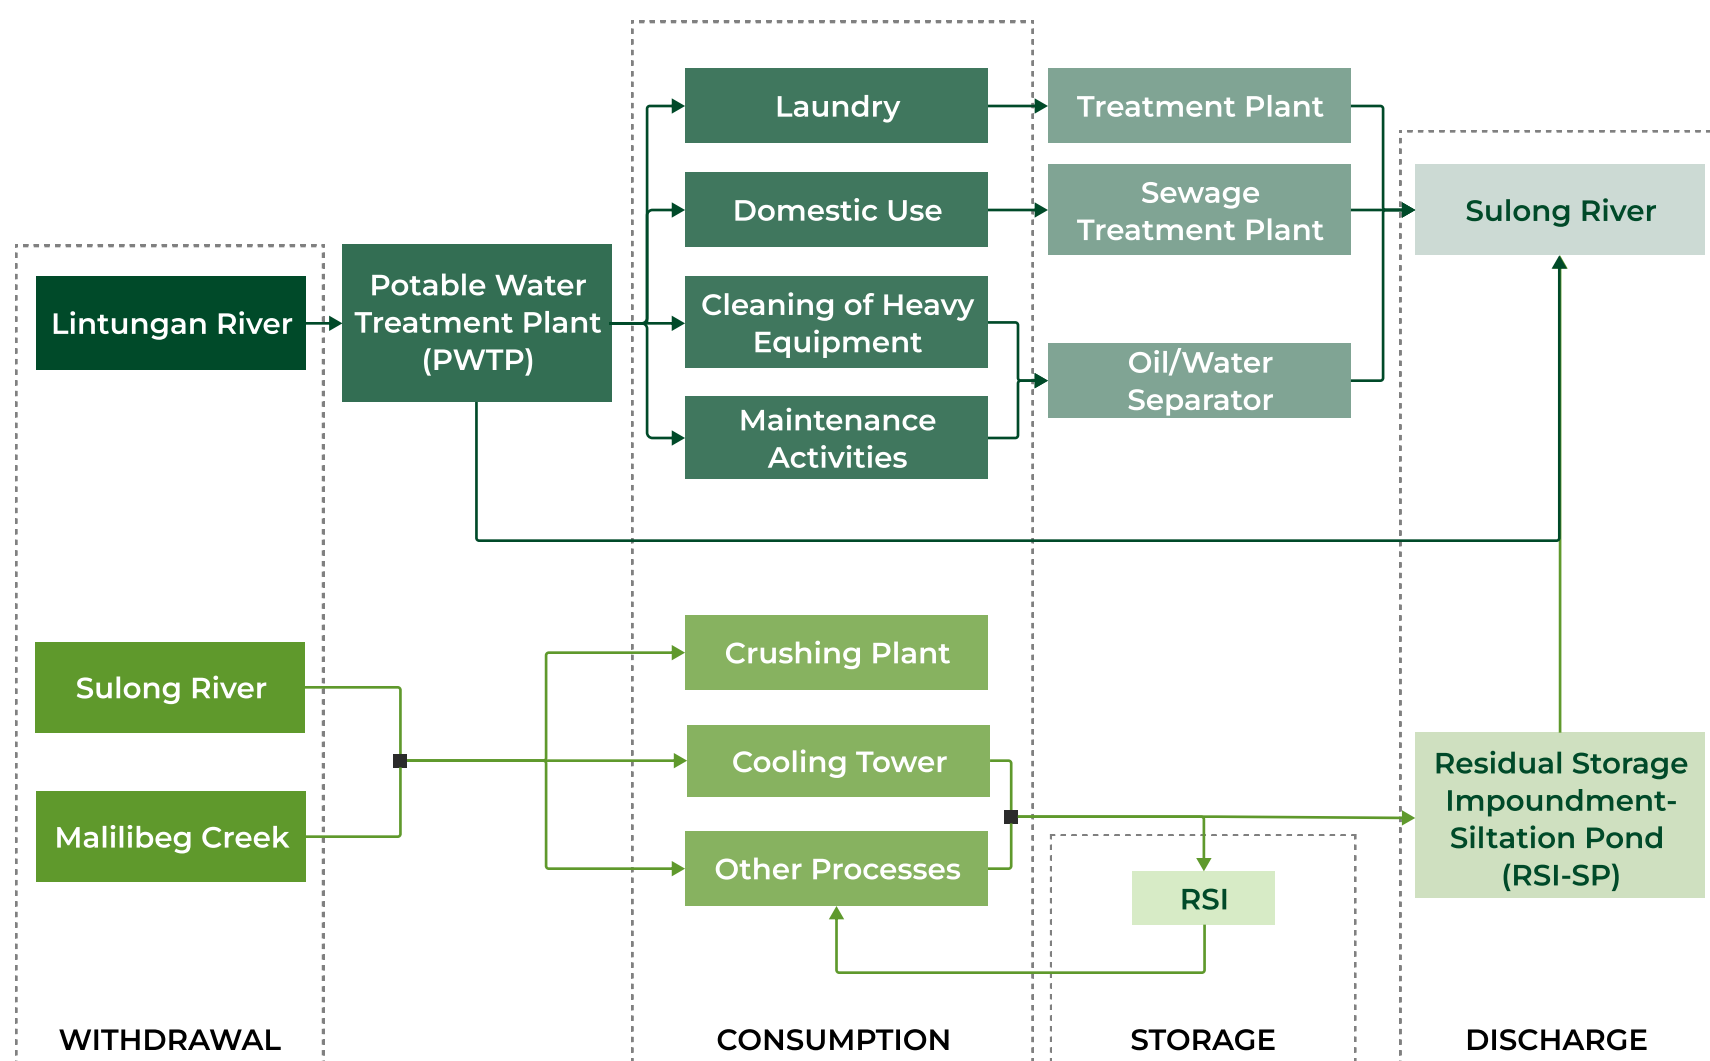 Laundry
Treatment Plant
Domestic Use
Sewage
Treatment Plant
Sulong River
Lintungan River
Potable Water
Treatment Plant
(PWTP)
Cleaning of Heavy
Equipment
Oil/Water
Separator
Maintenance
Activities
Sulong River
Malilibeg Creek
Crushing Plant
Cooling Tower
Other Processes
RSI
Residual Storage
Impoundment-
Siltation Pond
(RSI-SP)
WITHDRAWAL
CONSUMPTION
STORAGE
DISCHARGE